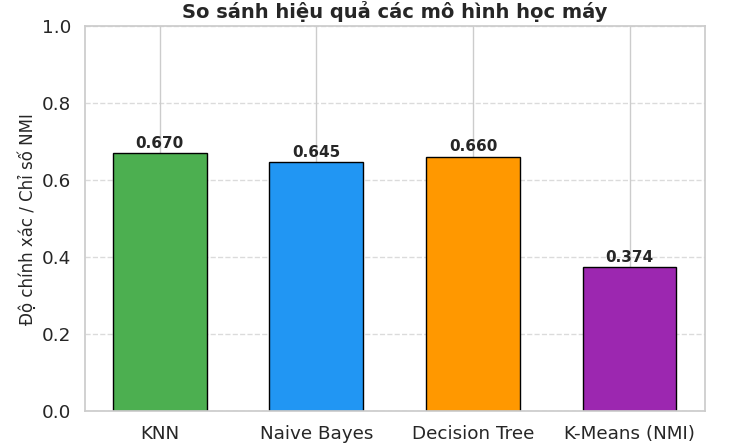 So sánh hiệu quả các mô hình học máy
Độ chính xác / Chỉ số NMI
1.0
0.8
0.6
0.4
0.2
0.0
0.670
0.645
0.660
0.374
KNN
Naive Bayes
Decision Tree
K-Means (NMI)